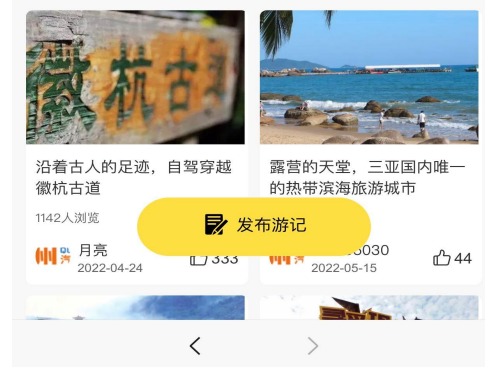 徽杭古道
沿着古人的足迹，自驾穿越
徽杭古道
1142人浏览
月亮
2022-04-24
333
露营的天堂，三亚国内唯一
的热带滨海旅游城市
5030
2022-05-15
44
发布游记